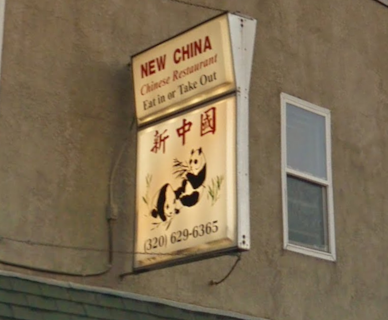 NEW CHINA
Chinese Restaurant
Eat in or Take Out
新中國
(320) 629-6365